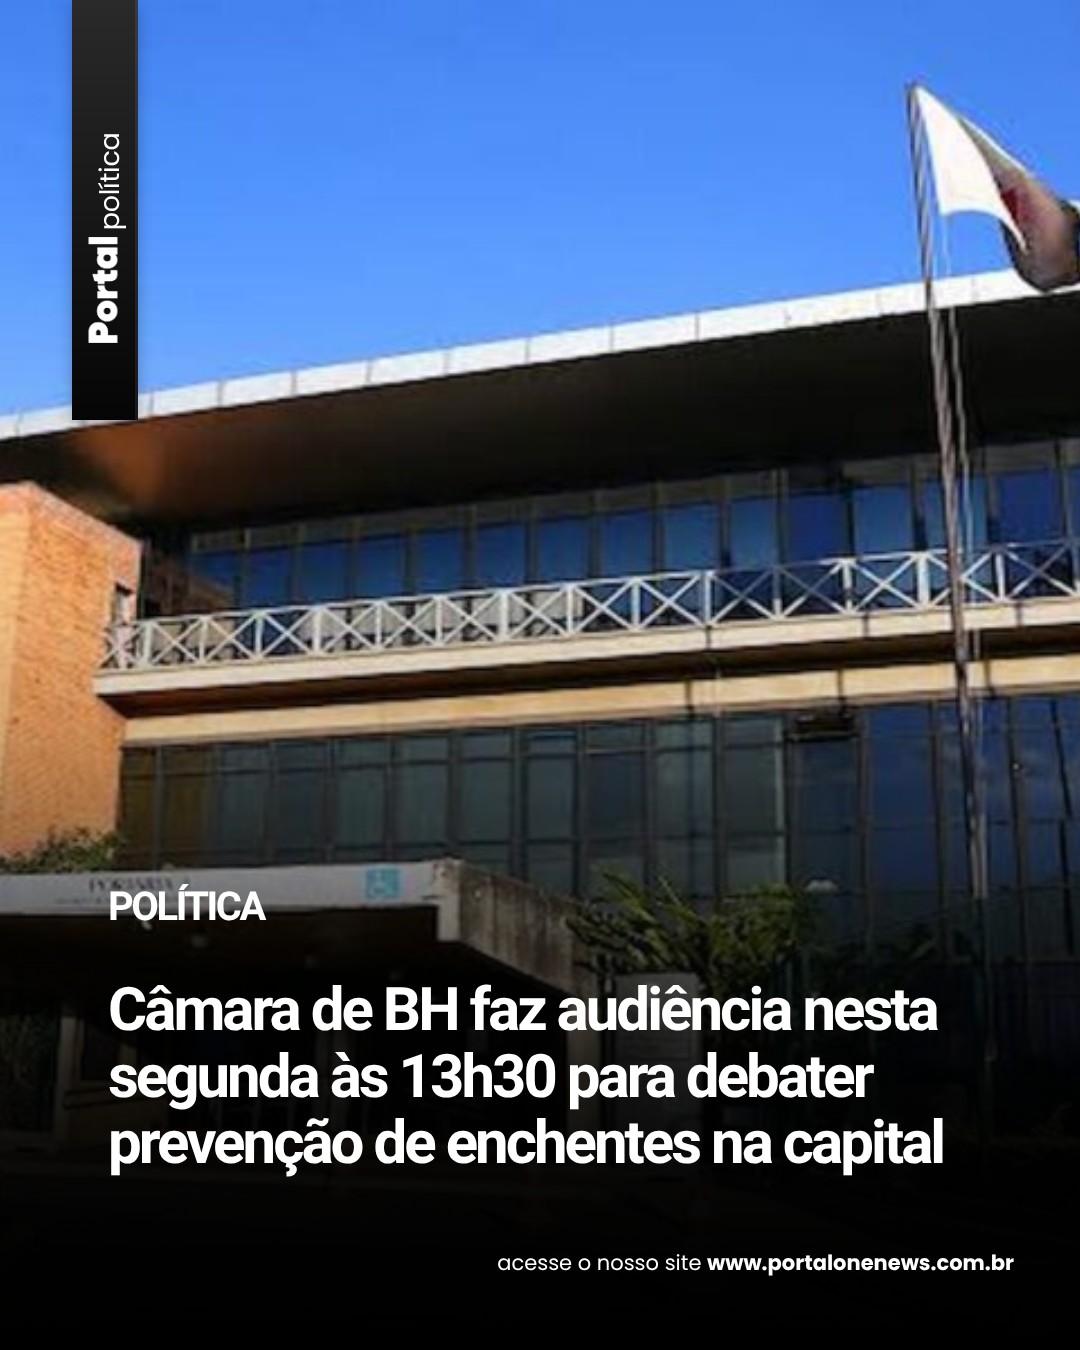 Portal política
POLÍTICA
Câmara de BH faz audiência nesta
segunda às 13h30 para debater
prevenção de enchentes na capital
acesse o nosso site www.portalonenews.com.br